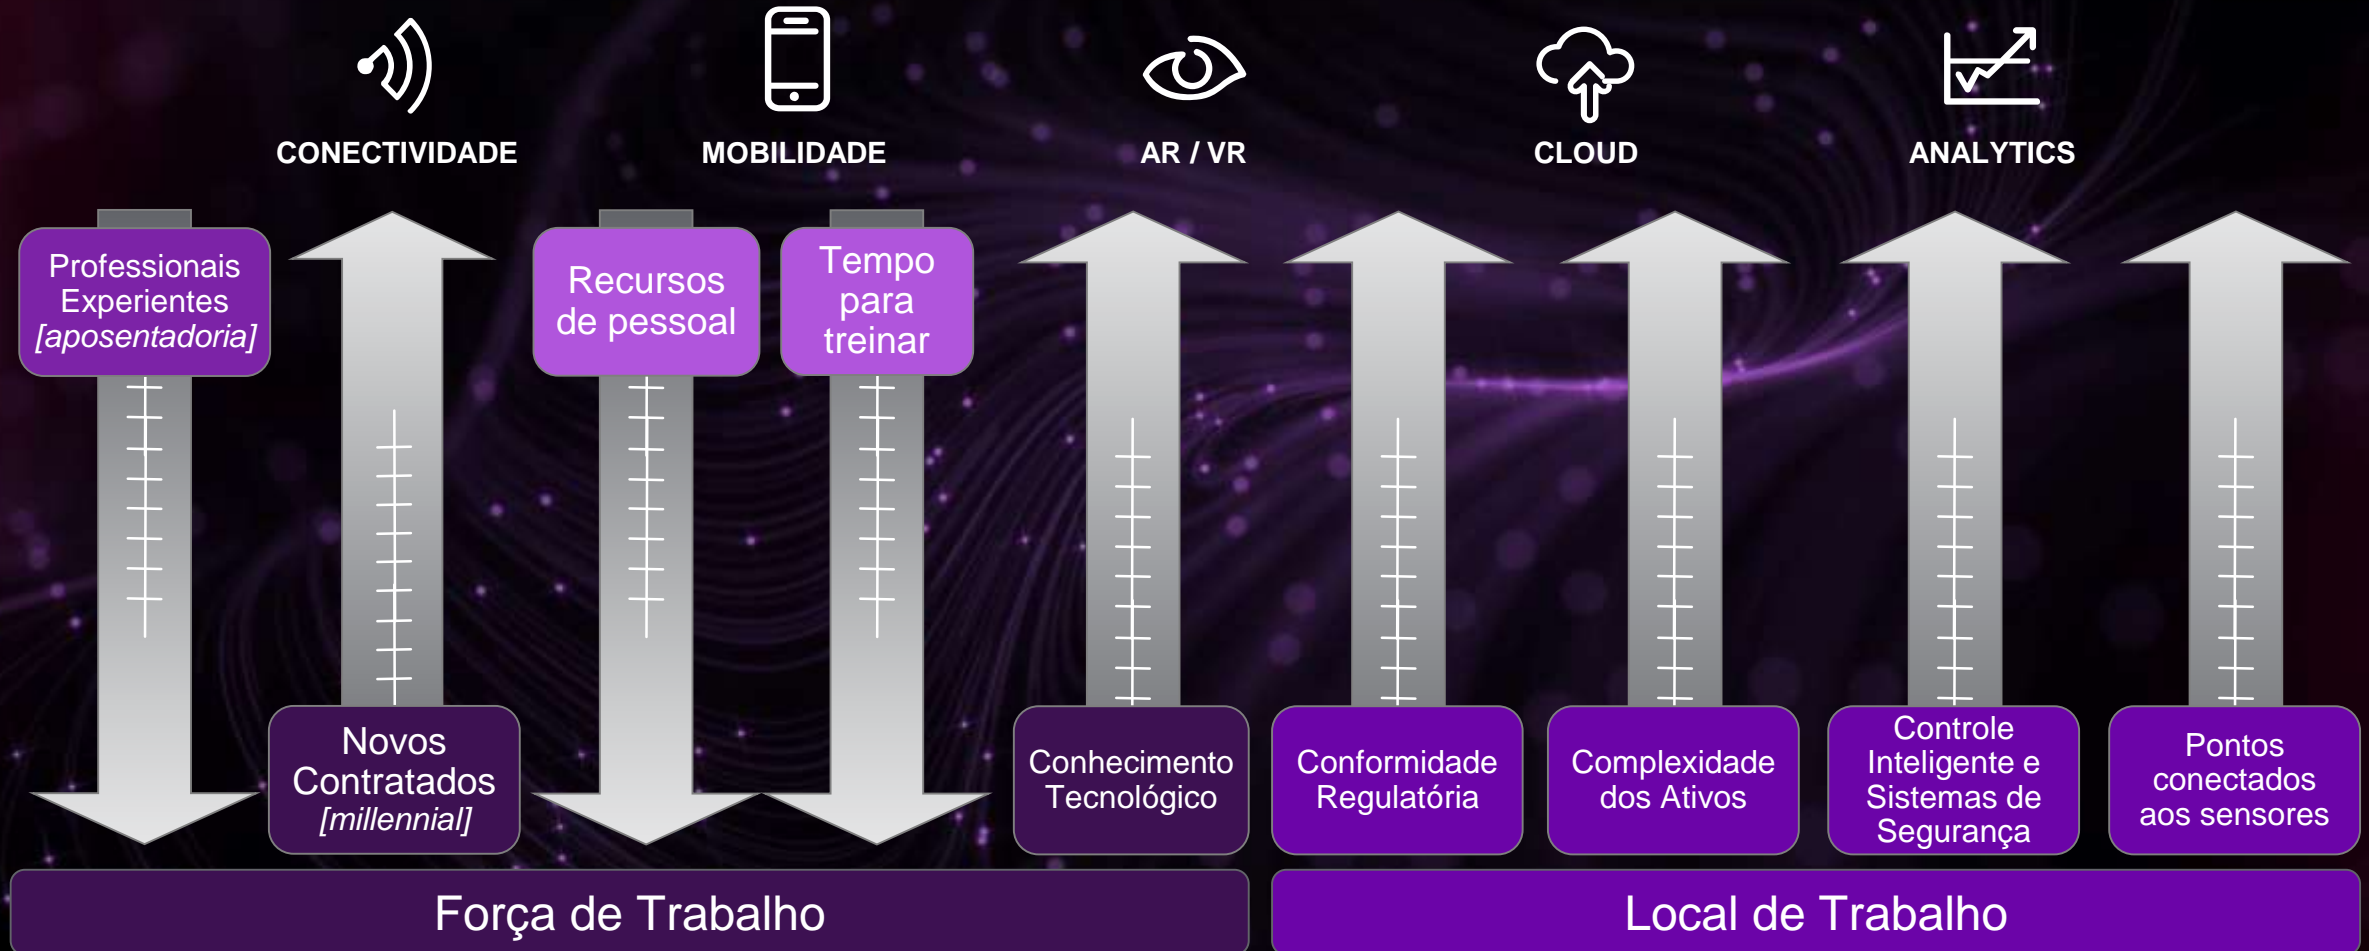 CONECTIVIDADE
MOBILIDADE
AR / VR
CLOUD
ANALYTICS
Professionais
Experientes
[aposentadoria]
Novos
Contratados
[millennial]
Recursos
de pessoal
Tempo
para
treinar
Conhecimento
Tecnológico
Conformidade
Regulatória
Complexidade
dos Ativos
Controle
Inteligente e
Sistemas de
Segurança
Pontos
conectados
aos sensores
Força de Trabalho
Local de Trabalho